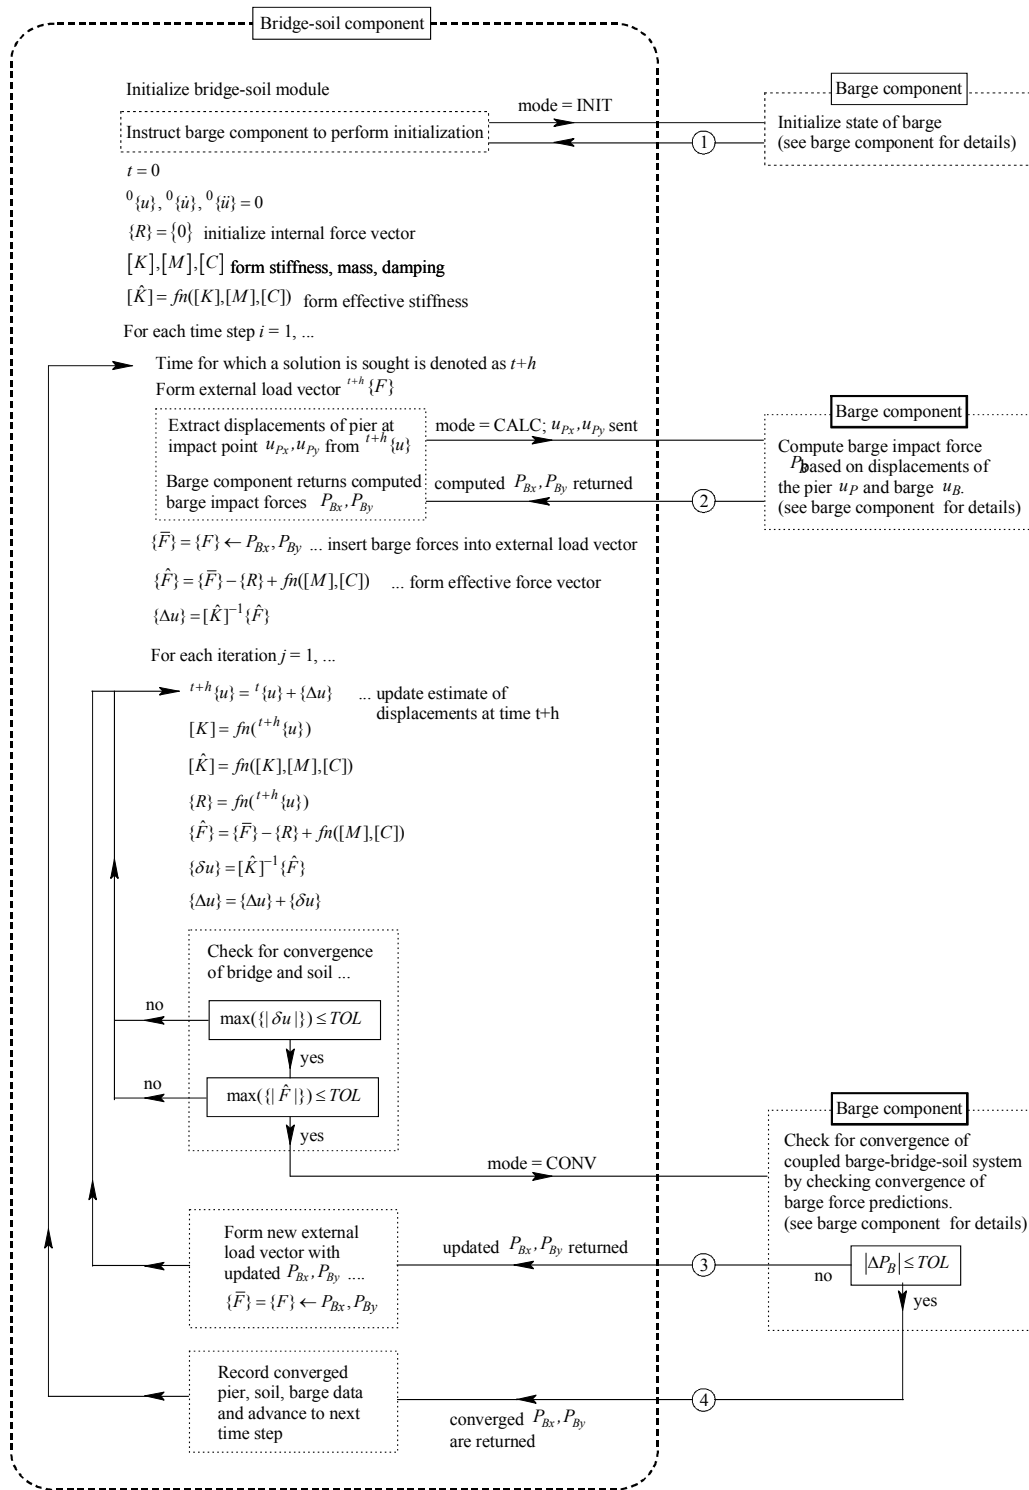 Bridge-soil component
Initialize bridge-soil module
Instruct barge component to perform initialization
mode = INIT
Barge component
Initialize state of barge
(see barge component for details)
1
t = 0
⁰{u}, ⁰{u̇}, ⁰{ü} = 0
{R} = {0} initialize internal force vector
[K],[M],[C] form stiffness, mass, damping
[K̂] = fn([K],[M],[C]) form effective stiffness
For each time step i = 1, ...
Time for which a solution is sought is denoted as t+h
Form external load vector ᵗ⁺ʰ{F}
Extract displacements of pier at
impact point u_Px, u_Py from ᵗ⁺ʰ{u}
mode = CALC; u_Px, u_Py sent
Barge component returns computed
barge impact forces P_Bx, P_By
computed P_Bx, P_By returned
2
Barge component
Compute barge impact force
P_B based on displacements of
the pier u_P and barge u_B.
(see barge component for details)
{F̅} = {F} ← P_Bx, P_By ... insert barge forces into external load vector
{F̂} = {F̅} − {R} + fn([M],[C]) ... form effective force vector
{Δu} = [K̂]⁻¹{F̂}
For each iteration j = 1, ...
ᵗ⁺ʰ{u} = ᵗ{u} + {Δu} ... update estimate of
displacements at time t+h
[K] = fn(ᵗ⁺ʰ{u})
[K̂] = fn([K],[M],[C])
{R} = fn(ᵗ⁺ʰ{u})
{F̂} = {F̅} − {R} + fn([M],[C])
{δu} = [K̂]⁻¹{F̂}
{Δu} = {Δu} + {δu}
Check for convergence
of bridge and soil ...
no
max({|δu|}) ≤ TOL
yes
no
max({|F̂|}) ≤ TOL
yes
mode = CONV
Barge component
Check for convergence of
coupled barge-bridge-soil system
by checking convergence of
barge force predictions.
(see barge component for details)
|ΔP_B| ≤ TOL
no
yes
Form new external
load vector with
updated P_Bx, P_By ....
{F̅} = {F} ← P_Bx, P_By
updated P_Bx, P_By returned
3
Record converged
pier, soil, barge data
and advance to next
time step
converged P_Bx, P_By
are returned
4